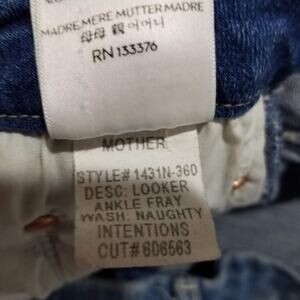 MADRE MERE MUTTER MADRE
母母 親 어머니
RN 133376
MOTHER
STYLE# 1431N-360
DESC: LOOKER
ANKLE FRAY
WASH: NAUGHTY
INTENTIONS
CUT# 606563